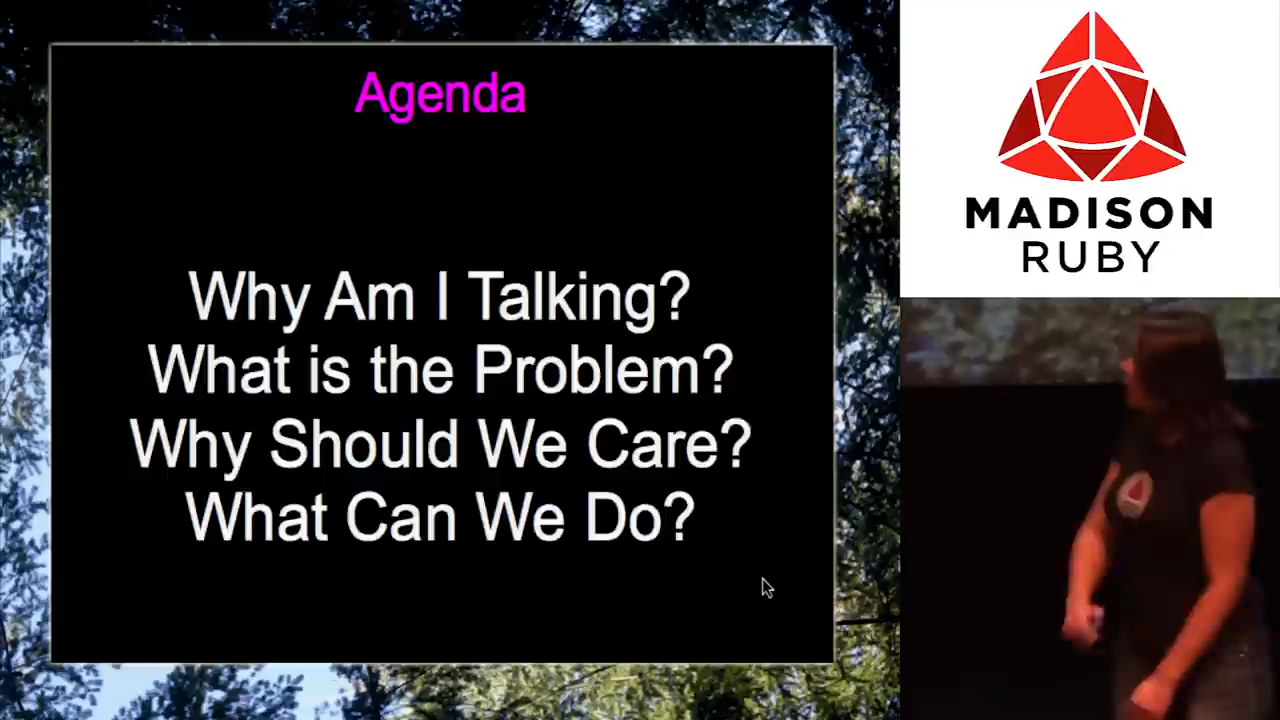 Agenda
Why Am I Talking?
What is the Problem?
Why Should We Care?
What Can We Do?
MADISON
RUBY